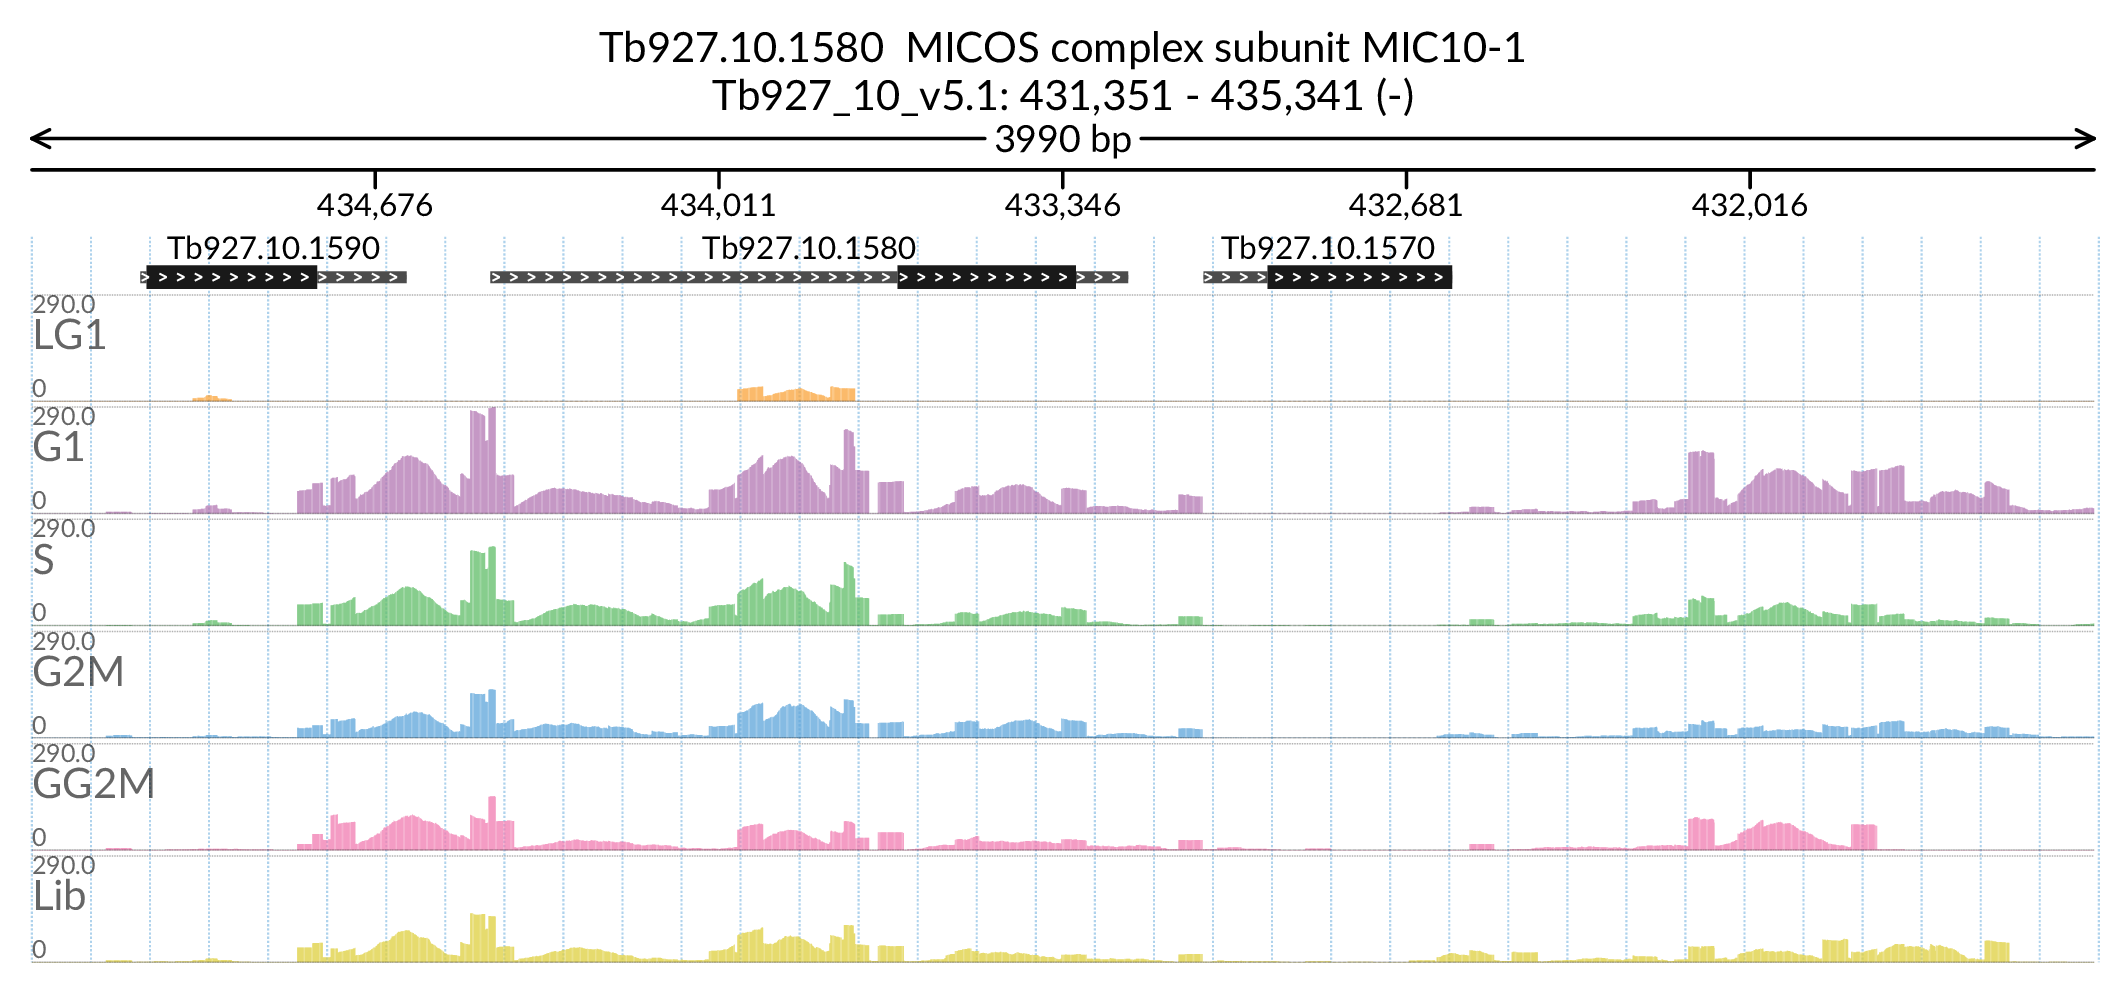 Tb927.10.1580  MICOS complex subunit MIC10-1
Tb927_10_v5.1: 431,351 - 435,341 (-)
3990 bp
434,676 434,011 433,346 432,681 432,016
Tb927.10.1590 Tb927.10.1580 Tb927.10.1570
290.0
LG1
0
290.0
G1
0
290.0
S
0
290.0
G2M
0
290.0
GG2M
0
290.0
Lib
0